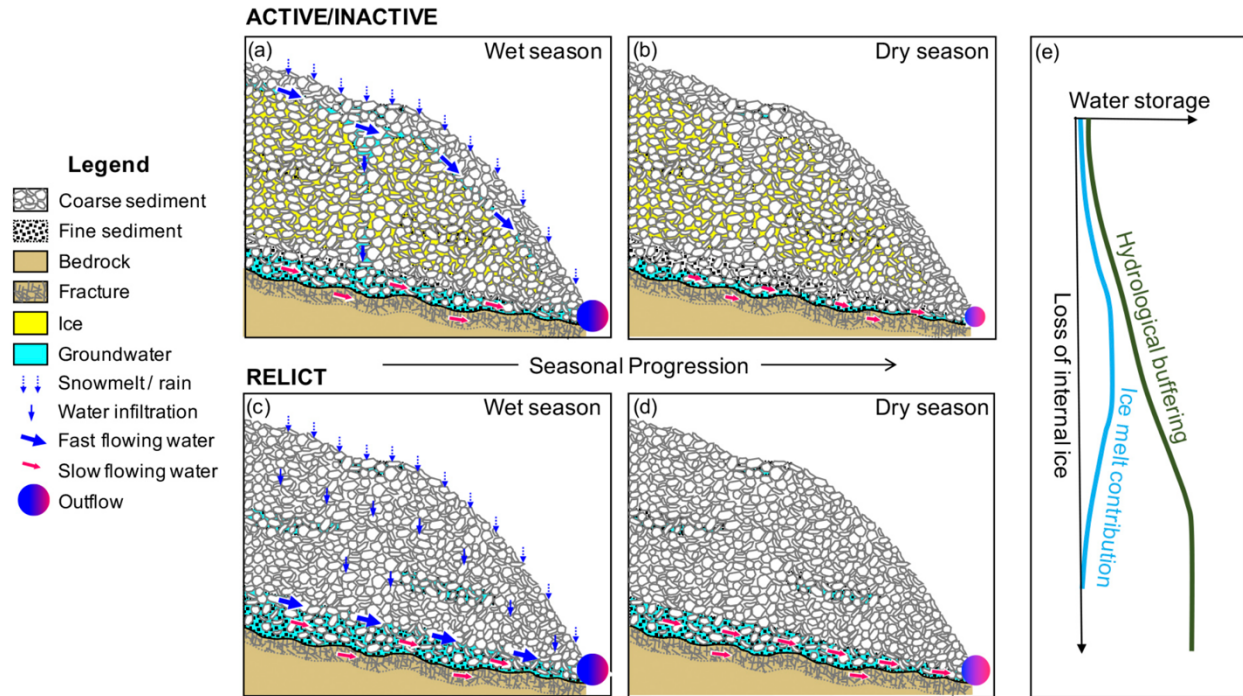 ACTIVE/INACTIVE
(a)
Wet season
(b)
Dry season
(e)
Water storage
Loss of internal ice
Ice melt contribution
Hydrological buffering
Legend
Coarse sediment
Fine sediment
Bedrock
Fracture
Ice
Groundwater
Snowmelt / rain
Water infiltration
Fast flowing water
Slow flowing water
Outflow
Seasonal Progression
RELICT
(c)
Wet season
(d)
Dry season